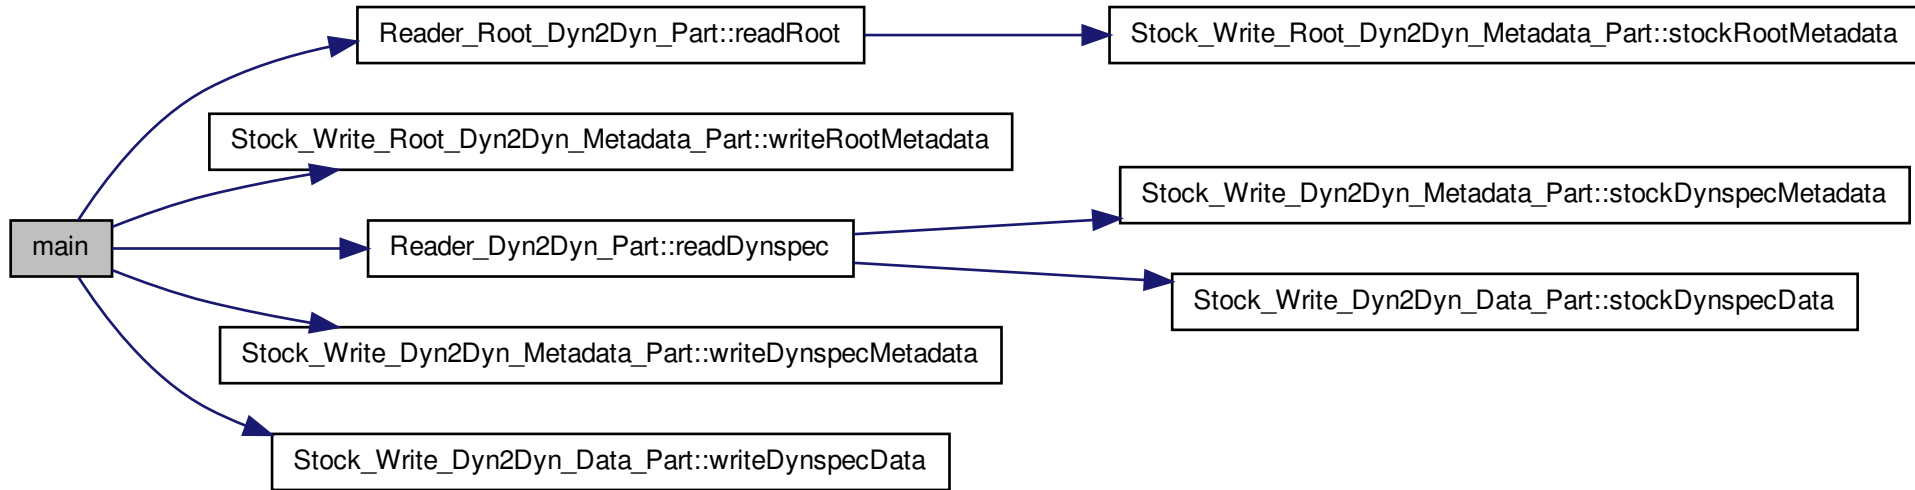 main
Reader_Root_Dyn2Dyn_Part::readRoot
Stock_Write_Root_Dyn2Dyn_Metadata_Part::stockRootMetadata
Stock_Write_Root_Dyn2Dyn_Metadata_Part::writeRootMetadata
Reader_Dyn2Dyn_Part::readDynspec
Stock_Write_Dyn2Dyn_Metadata_Part::stockDynspecMetadata
Stock_Write_Dyn2Dyn_Data_Part::stockDynspecData
Stock_Write_Dyn2Dyn_Metadata_Part::writeDynspecMetadata
Stock_Write_Dyn2Dyn_Data_Part::writeDynspecData